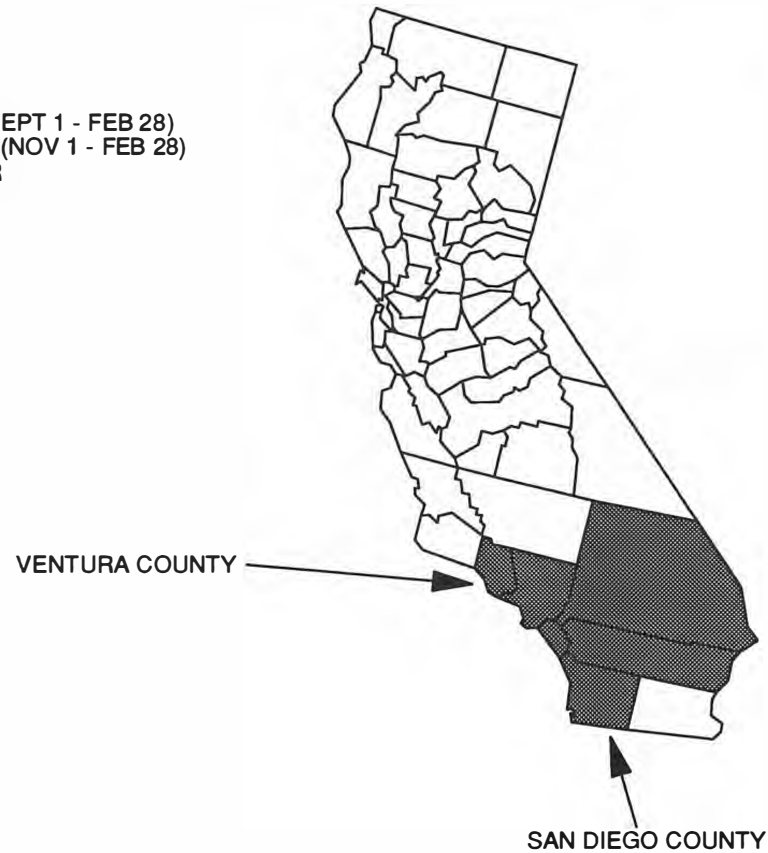 EPT 1 - FEB 28)
(NOV 1 - FEB 28)
VENTURA COUNTY
SAN DIEGO COUNTY